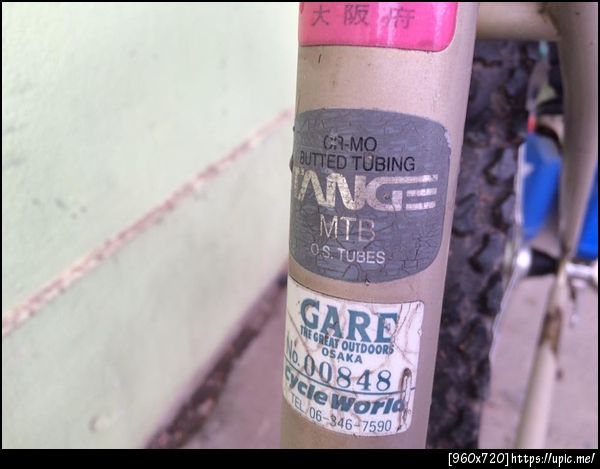 大阪府
CR-MO
BUTTED TUBING
TANGE
MTB
O.S. TUBES
GARE
THE GREAT OUTDOORS
OSAKA
No. 00848
Cycle World
TEL 06-346-7590
[960x720]https://upic.me/